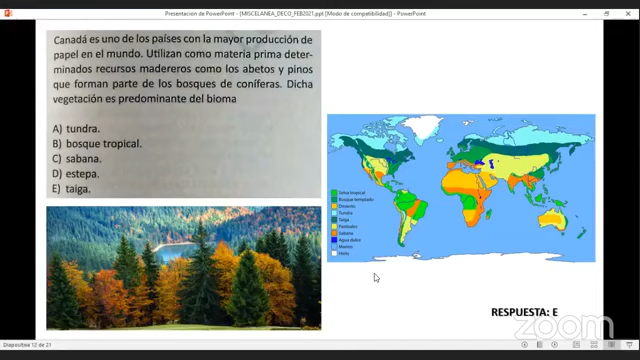 Presentación de PowerPoint - [MISCELANEA_DECO_FEB2021.ppt [Modo de compatibilidad] - PowerPoint
Canadá es uno de los países con la mayor producción de
papel en el mundo. Utilizan como materia prima deter-
minados recursos madereros como los abetos y pinos
que forman parte de los bosques de coníferas. Dicha
vegetación es predominante del bioma
A) tundra.
B) bosque tropical.
C) sabana.
D) estepa.
E) taiga.
Selva tropical
Bosque templado
Desierto
Tundra
Taiga
Pastizales
Sabana
Agua dulce
Marino
Hielo
RESPUESTA: E
zoom
Diapositiva 12 de 21